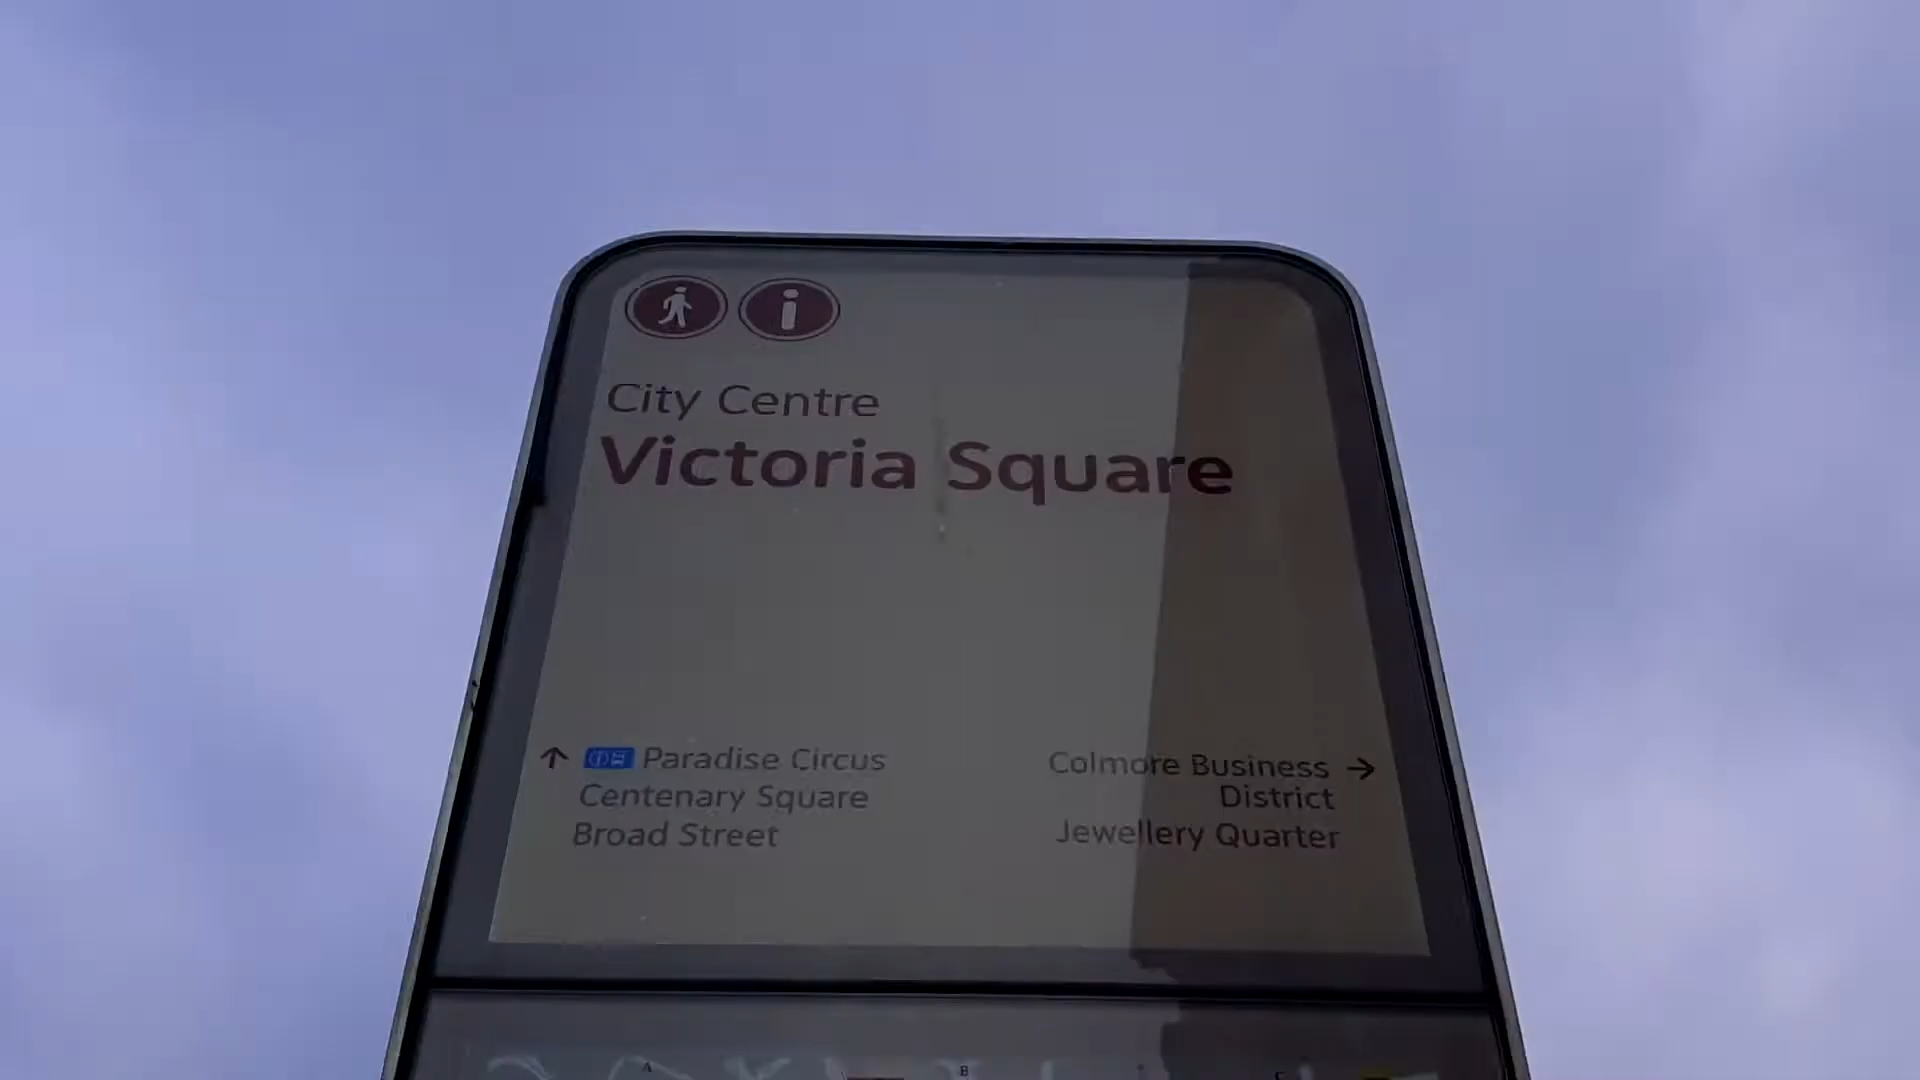 City Centre
Victoria Square
Paradise Circus
Centenary Square
Broad Street
Colmore Business
District
Jewellery Quarter
A
B
C